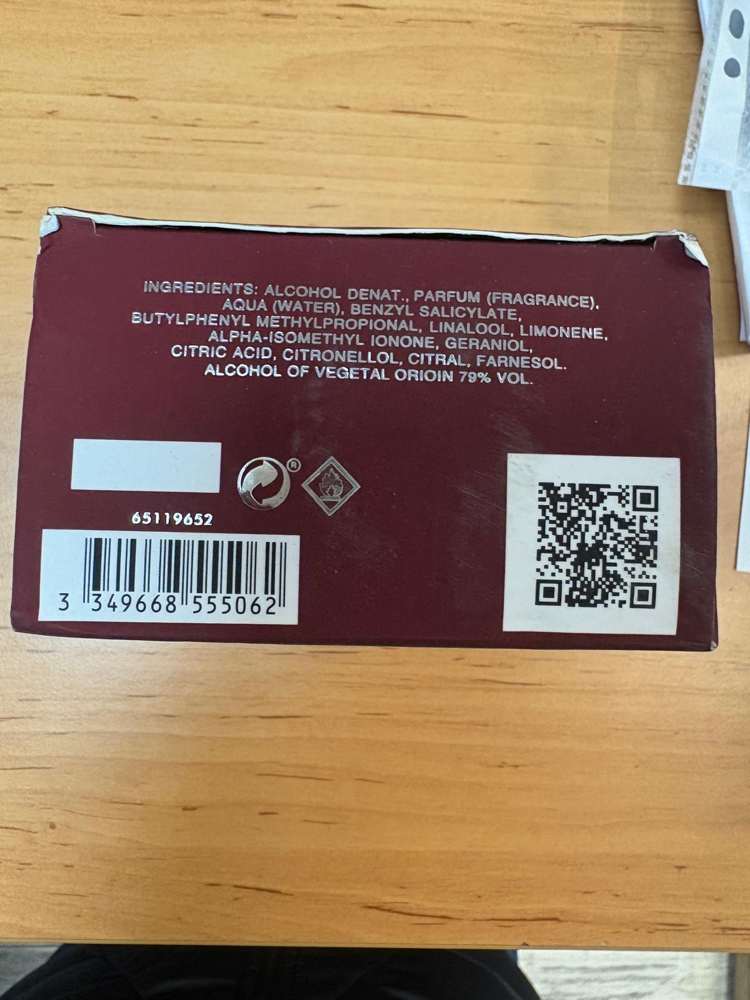 INGREDIENTS: ALCOHOL DENAT., PARFUM (FRAGRANCE).
AQUA (WATER), BENZYL SALICYLATE,
BUTYLPHENYL METHYLPROPIONAL, LINALOOL, LIMONENE,
ALPHA-ISOMETHYL IONONE, GERANIOL,
CITRIC ACID, CITRONELLOL, CITRAL, FARNESOL.
ALCOHOL OF VEGETAL ORIOIN 79% VOL.
®
65119652
3 349668 555062